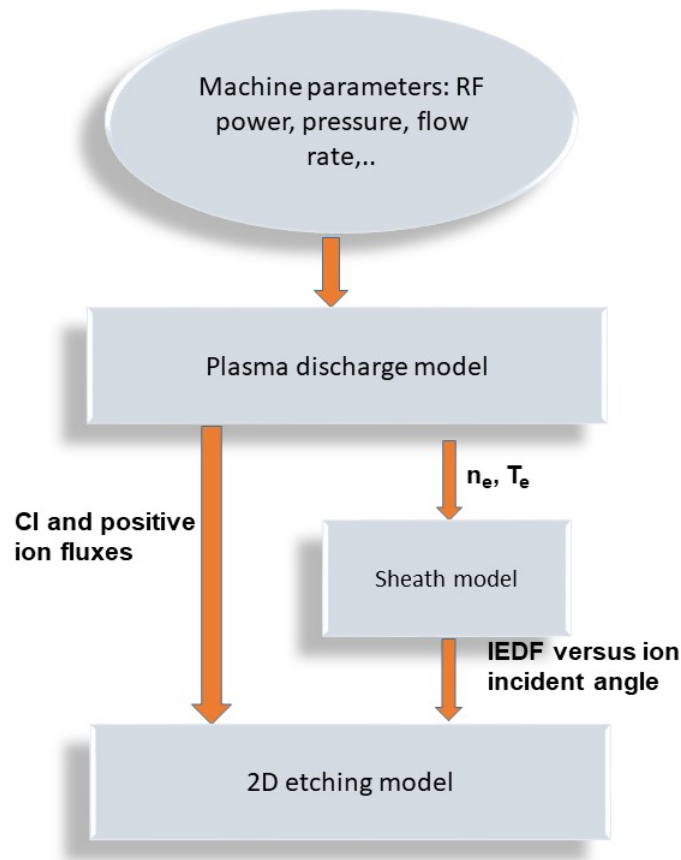 Machine parameters: RF
power, pressure, flow
rate,..
Plasma discharge model
nₑ, Tₑ
Cl and positive
ion fluxes
Sheath model
IEDF versus ion
incident angle
2D etching model